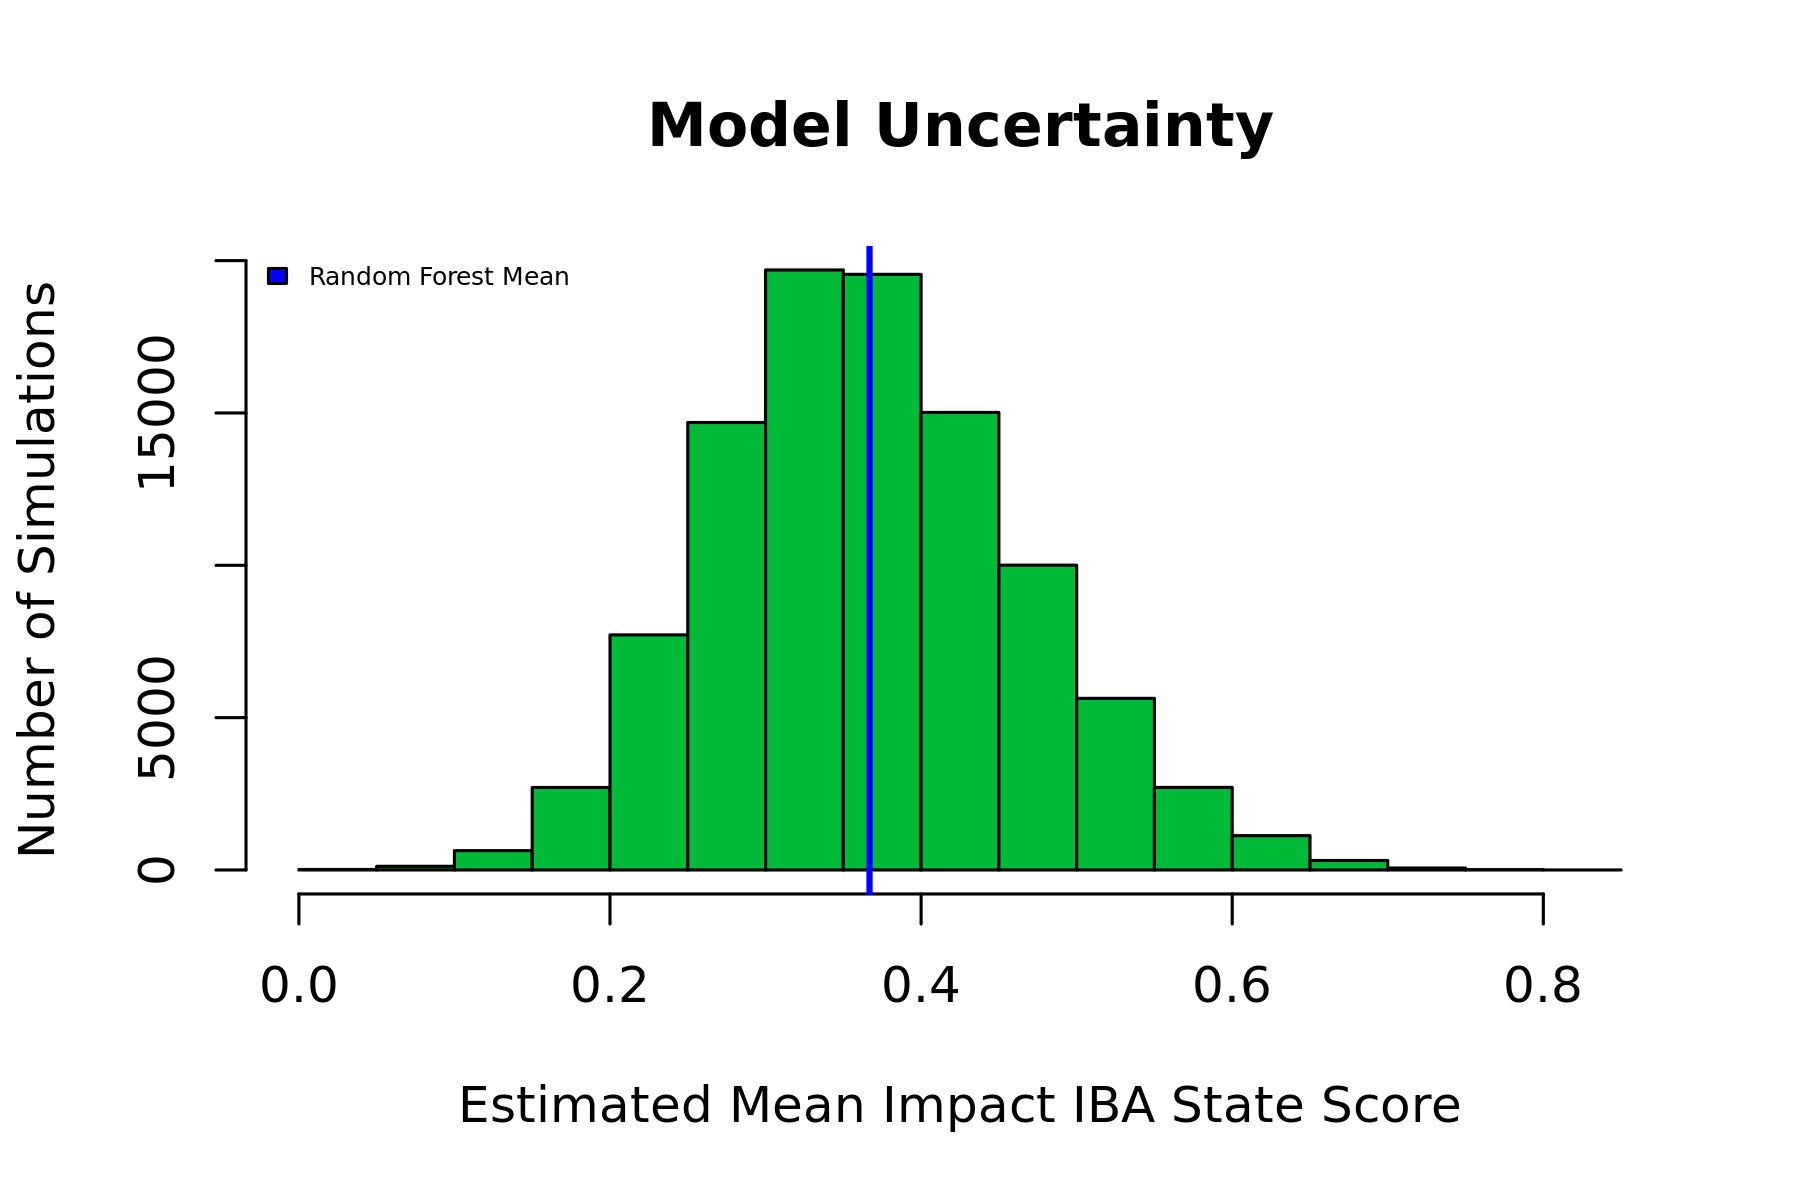 Model Uncertainty
Random Forest Mean
Number of Simulations
15000
5000
0
0.0 0.2 0.4 0.6 0.8
Estimated Mean Impact IBA State Score